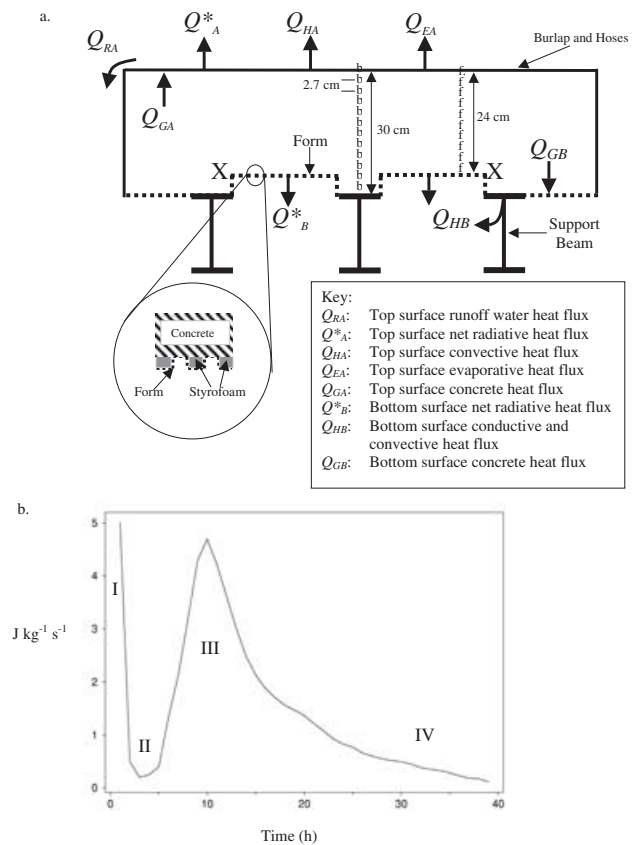 a.
Q*A
QHA
QEA
QRA
Burlap and Hoses
b b b b b b b b b b b b
f f f f f f f f f f f
2.7 cm
30 cm
24 cm
QGA
Form
QGB
X
X
Q*B
QHB
Support
Beam
Concrete
Form
Styrofoam
Key:
QRA: Top surface runoff water heat flux
Q*A: Top surface net radiative heat flux
QHA: Top surface convective heat flux
QEA: Top surface evaporative heat flux
QGA: Top surface concrete heat flux
Q*B: Bottom surface net radiative heat flux
QHB: Bottom surface conductive and
convective heat flux
QGB: Bottom surface concrete heat flux
b.
5
4
3
2
1
0
J kg-1 s-1
I
II
III
IV
0 10 20 30 40
Time (h)